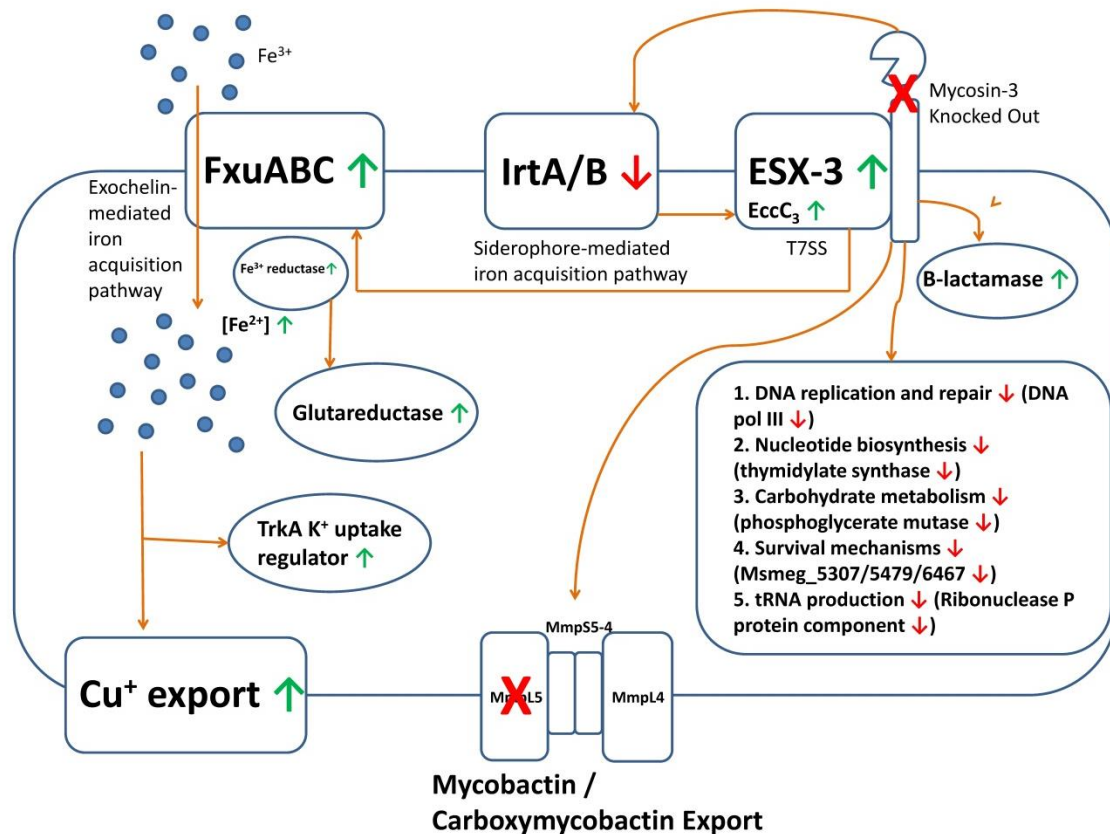 Fe³⁺
Mycosin-3
Knocked Out
FxuABC ↑
IrtA/B ↓
ESX-3 ↑
EccC₃ ↑
Exochelin-
mediated
iron
acquisition
pathway
Siderophore-mediated
iron acquisition pathway
T7SS
Fe³⁺ reductase↑
[Fe²⁺] ↑
B-lactamase ↑
Glutareductase ↑
TrkA K⁺ uptake
regulator ↑
1. DNA replication and repair ↓ (DNA
pol III ↓)
2. Nucleotide biosynthesis ↓
(thymidylate synthase ↓)
3. Carbohydrate metabolism ↓
(phosphoglycerate mutase ↓)
4. Survival mechanisms ↓
(Msmeg_5307/5479/6467 ↓)
5. tRNA production ↓ (Ribonuclease P
protein component ↓)
MmpS5-4
MmpL5
MmpL4
Cu⁺ export ↑
Mycobactin /
Carboxymycobactin Export